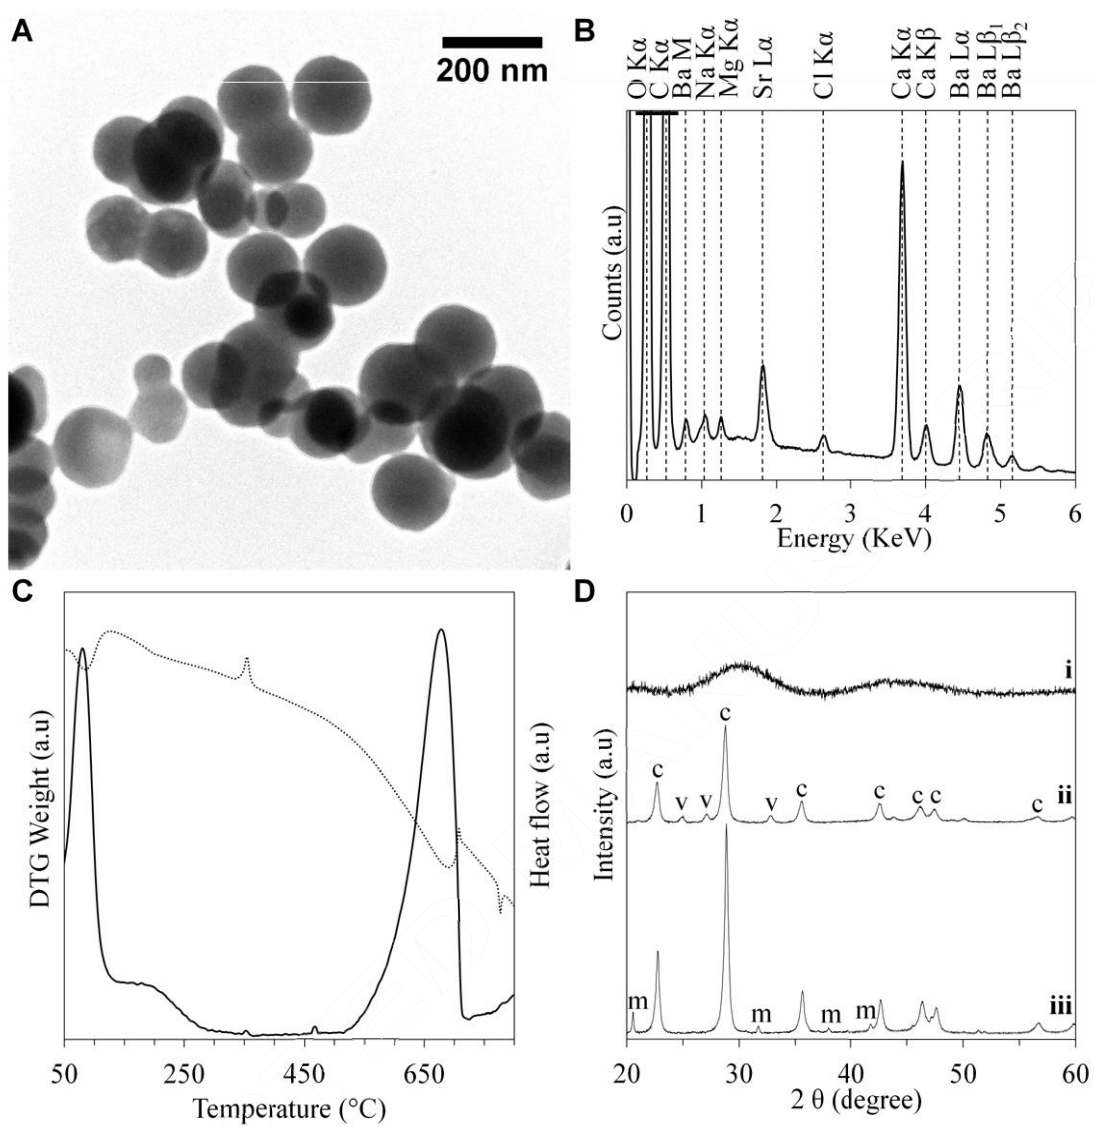 A
200 nm
B
O Kα
C Kα
Ba M
Na Kα
Mg Kα
Sr Lα
Cl Kα
Ca Kα
Ca Kβ
Ba Lα
Ba Lβ1
Ba Lβ2
Counts (a.u)
0 1 2 3 4 5 6
Energy (KeV)
C
DTG Weight (a.u)
Heat flow (a.u)
50 250 450 650
Temperature (°C)
D
Intensity (a.u)
i
c c c c c c c
v v v
ii
m m m m
iii
20 30 40 50 60
2 θ (degree)